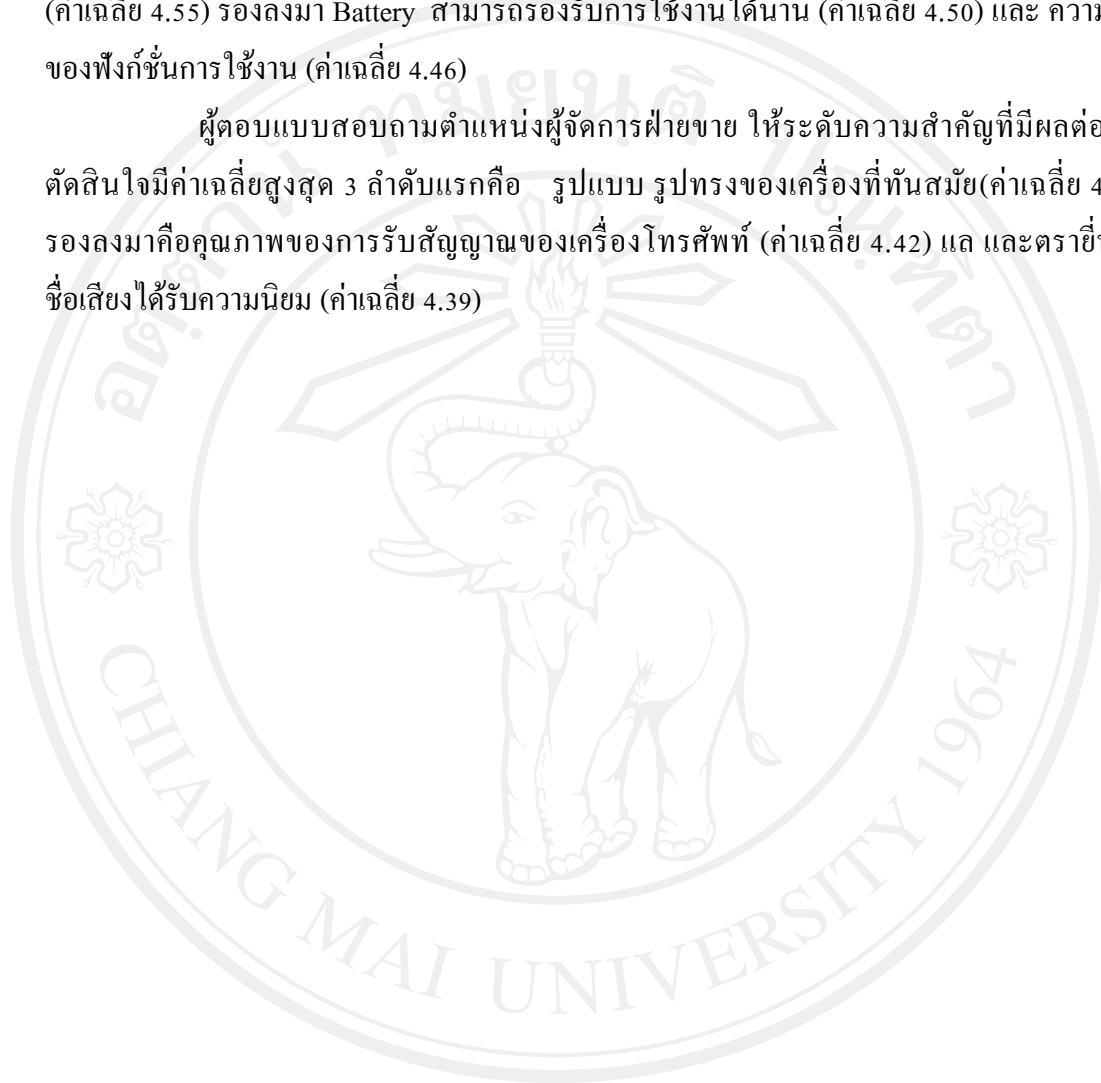 (ค่าเฉลี่ย 4.55) รองลงมา Battery สามารถรองรับการใช้งานได้นาน (ค่าเฉลี่ย 4.50) และ
ของฟังก์ชั่นการใช้งาน (ค่าเฉลี่ย 4.46)
ผู้ตอบแบบสอบถามตำแหน่งผู้จัดการฝ่ายขาย ให้ระดับความสำคัญที่มีผลต่อ
ตัดสินใจมีค่าเฉลี่ยสูงสุด 3 ลำดับแรกคือ รูปแบบ รูปทรงของเครื่องที่ทันสมัย(ค่าเฉลี่ย
รองลงมาคือคุณภาพของการรับสัญญาณของเครื่องโทรศัพท์ (ค่าเฉลี่ย 4.42) แล
ชื่อเสียงได้รับความนิยม (ค่าเฉลี่ย 4.39)
CHIANG MAI UNIVERSITY 1964